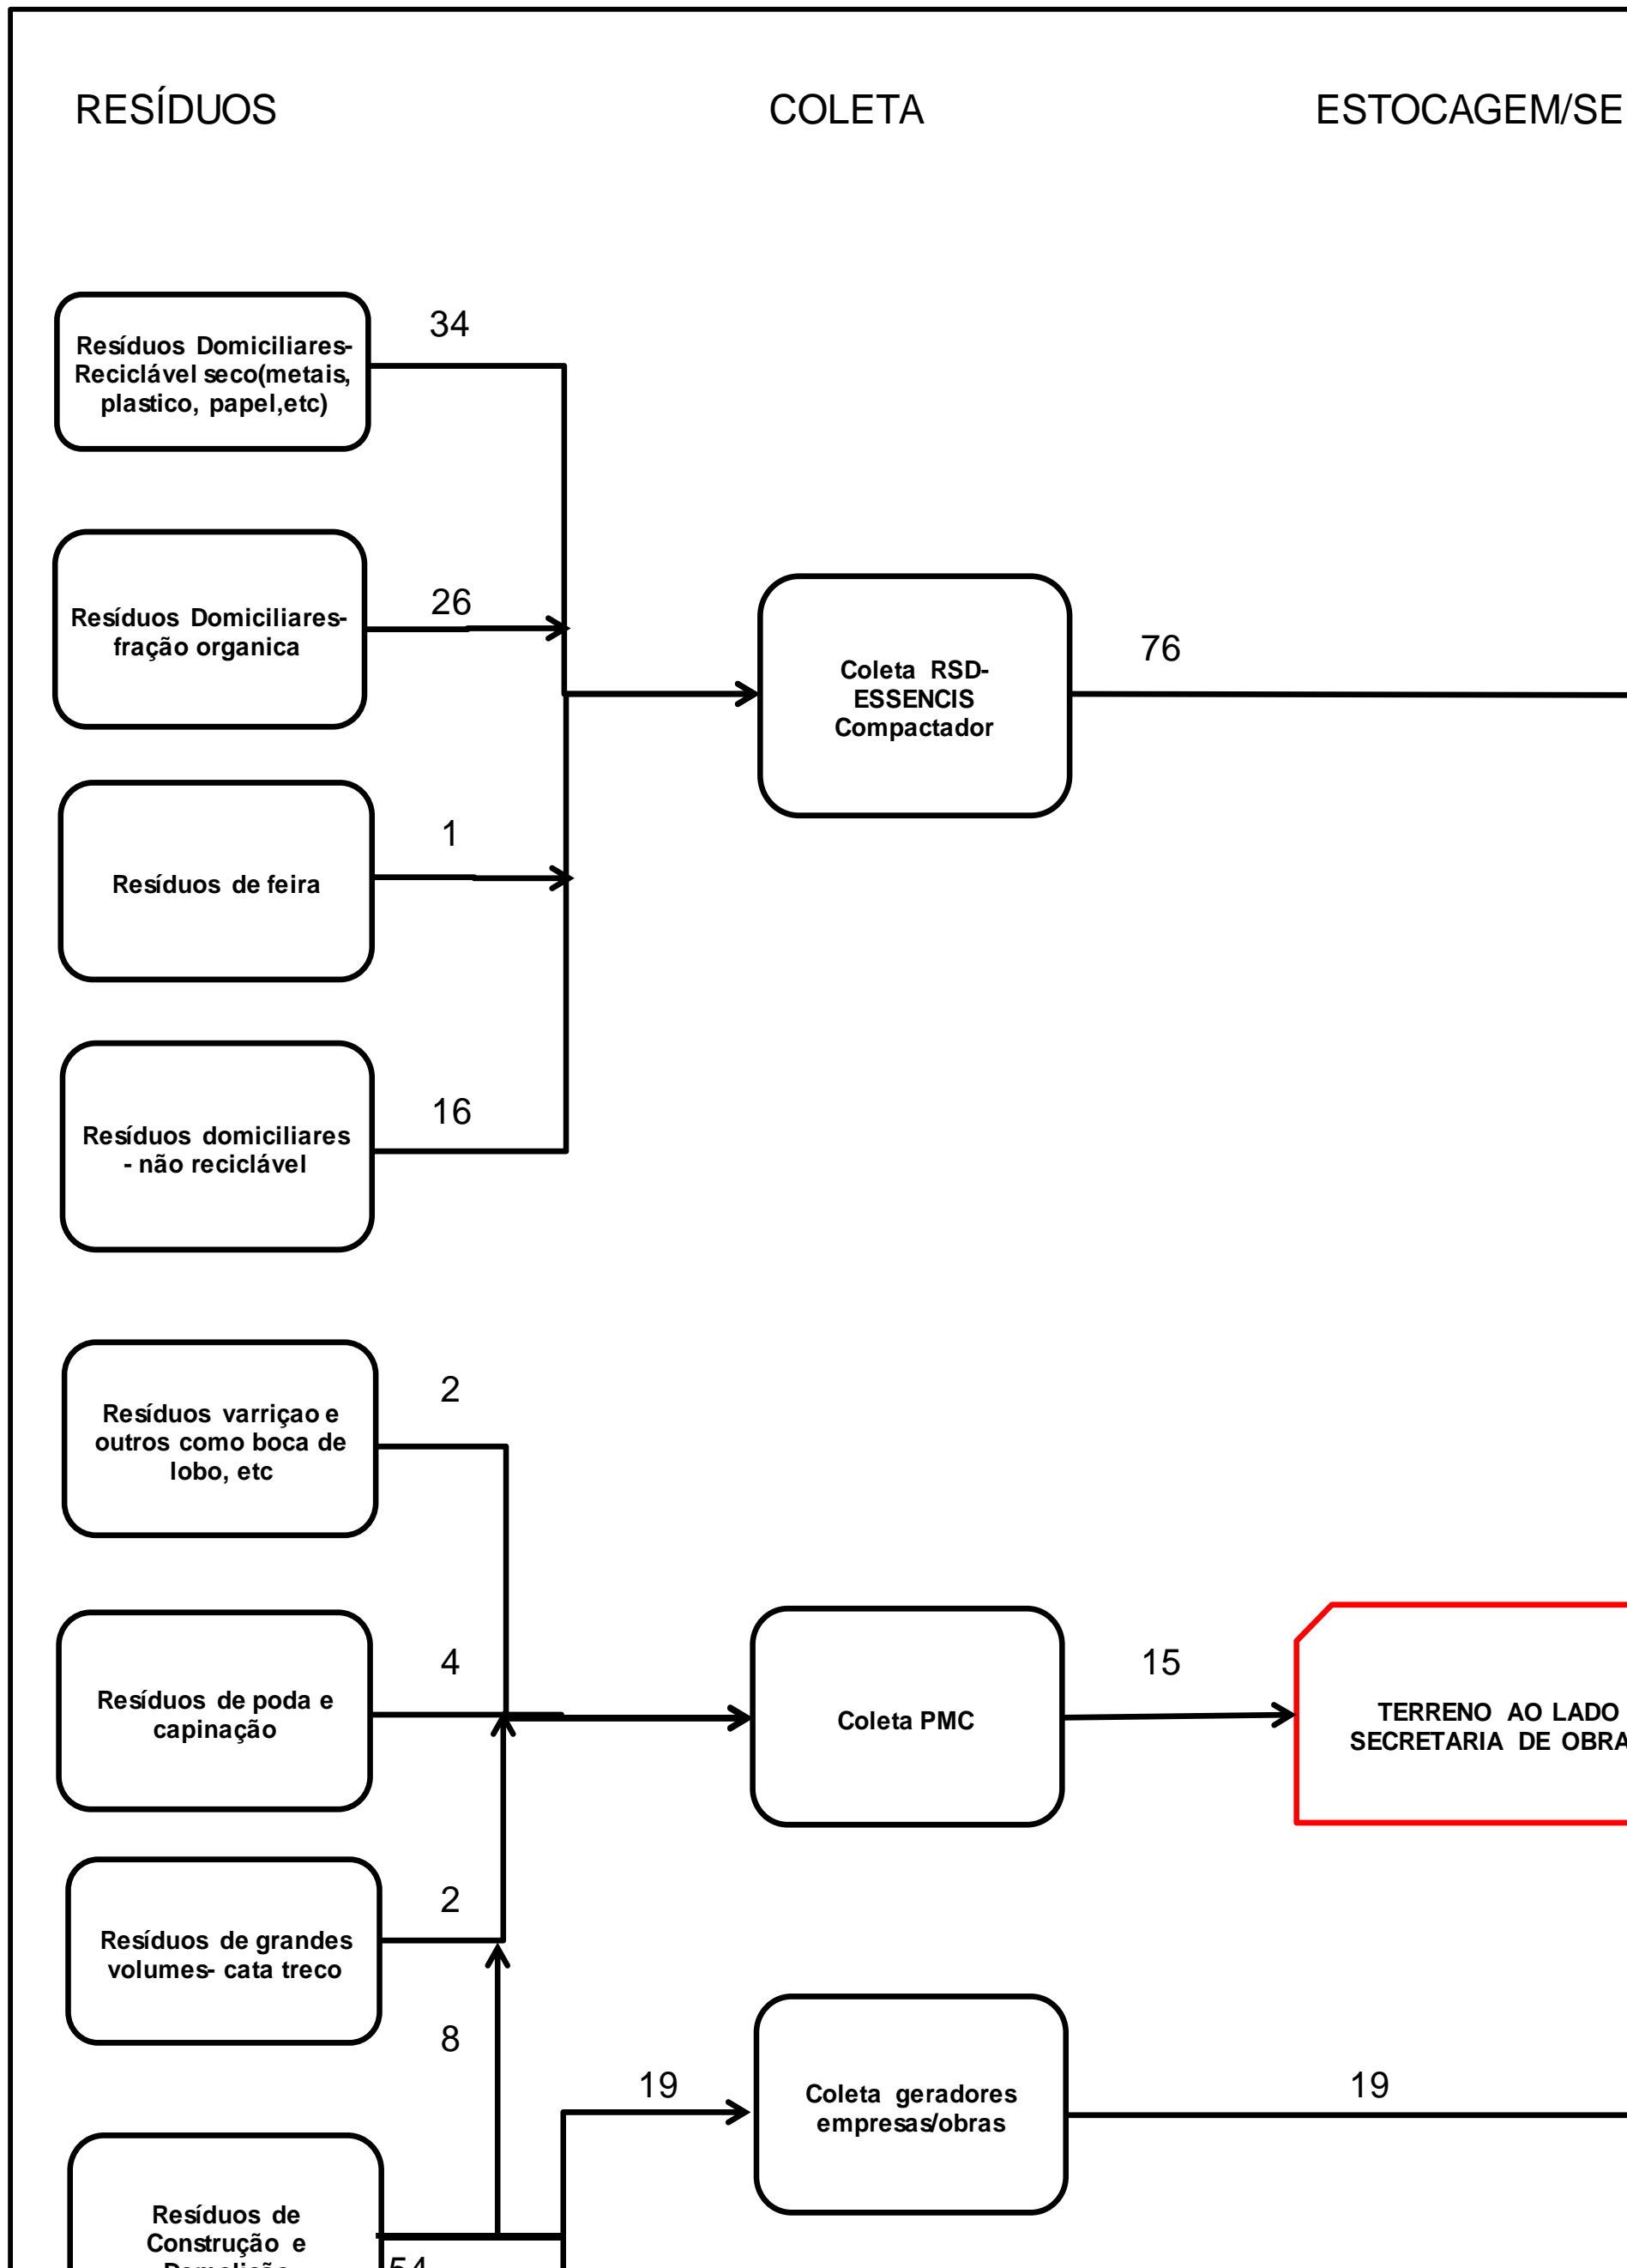 RESÍDUOS
COLETA
ESTOCAGEM/SE
34
Resíduos Domiciliares-
Reciclável seco(metais,
plastico, papel,etc)
26
Resíduos Domiciliares-
fração organica
Coleta RSD-
ESSENCIS
Compactador
76
1
Resíduos de feira
16
Resíduos domiciliares
- não reciclável
2
Resíduos varriçao e
outros como boca de
lobo, etc
4
Resíduos de poda e
capinação
Coleta PMC
15
TERRENO AO LADO
SECRETARIA DE OBRA
2
Resíduos de grandes
volumes- cata treco
8
19
Coleta geradores
empresas/obras
19
Resíduos de
Construção e
Demolição
54